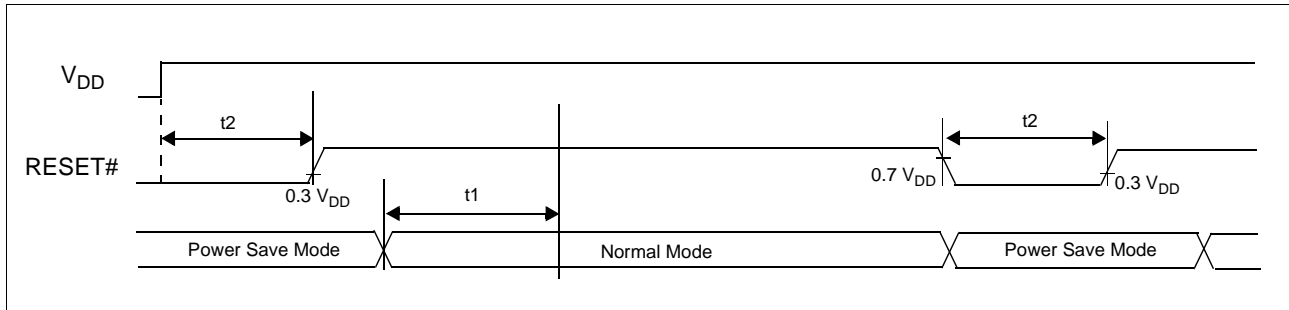 VDD
t2
t2
RESET#
0.3 VDD
0.7 VDD
0.3 VDD
t1
Power Save Mode
Normal Mode
Power Save Mode